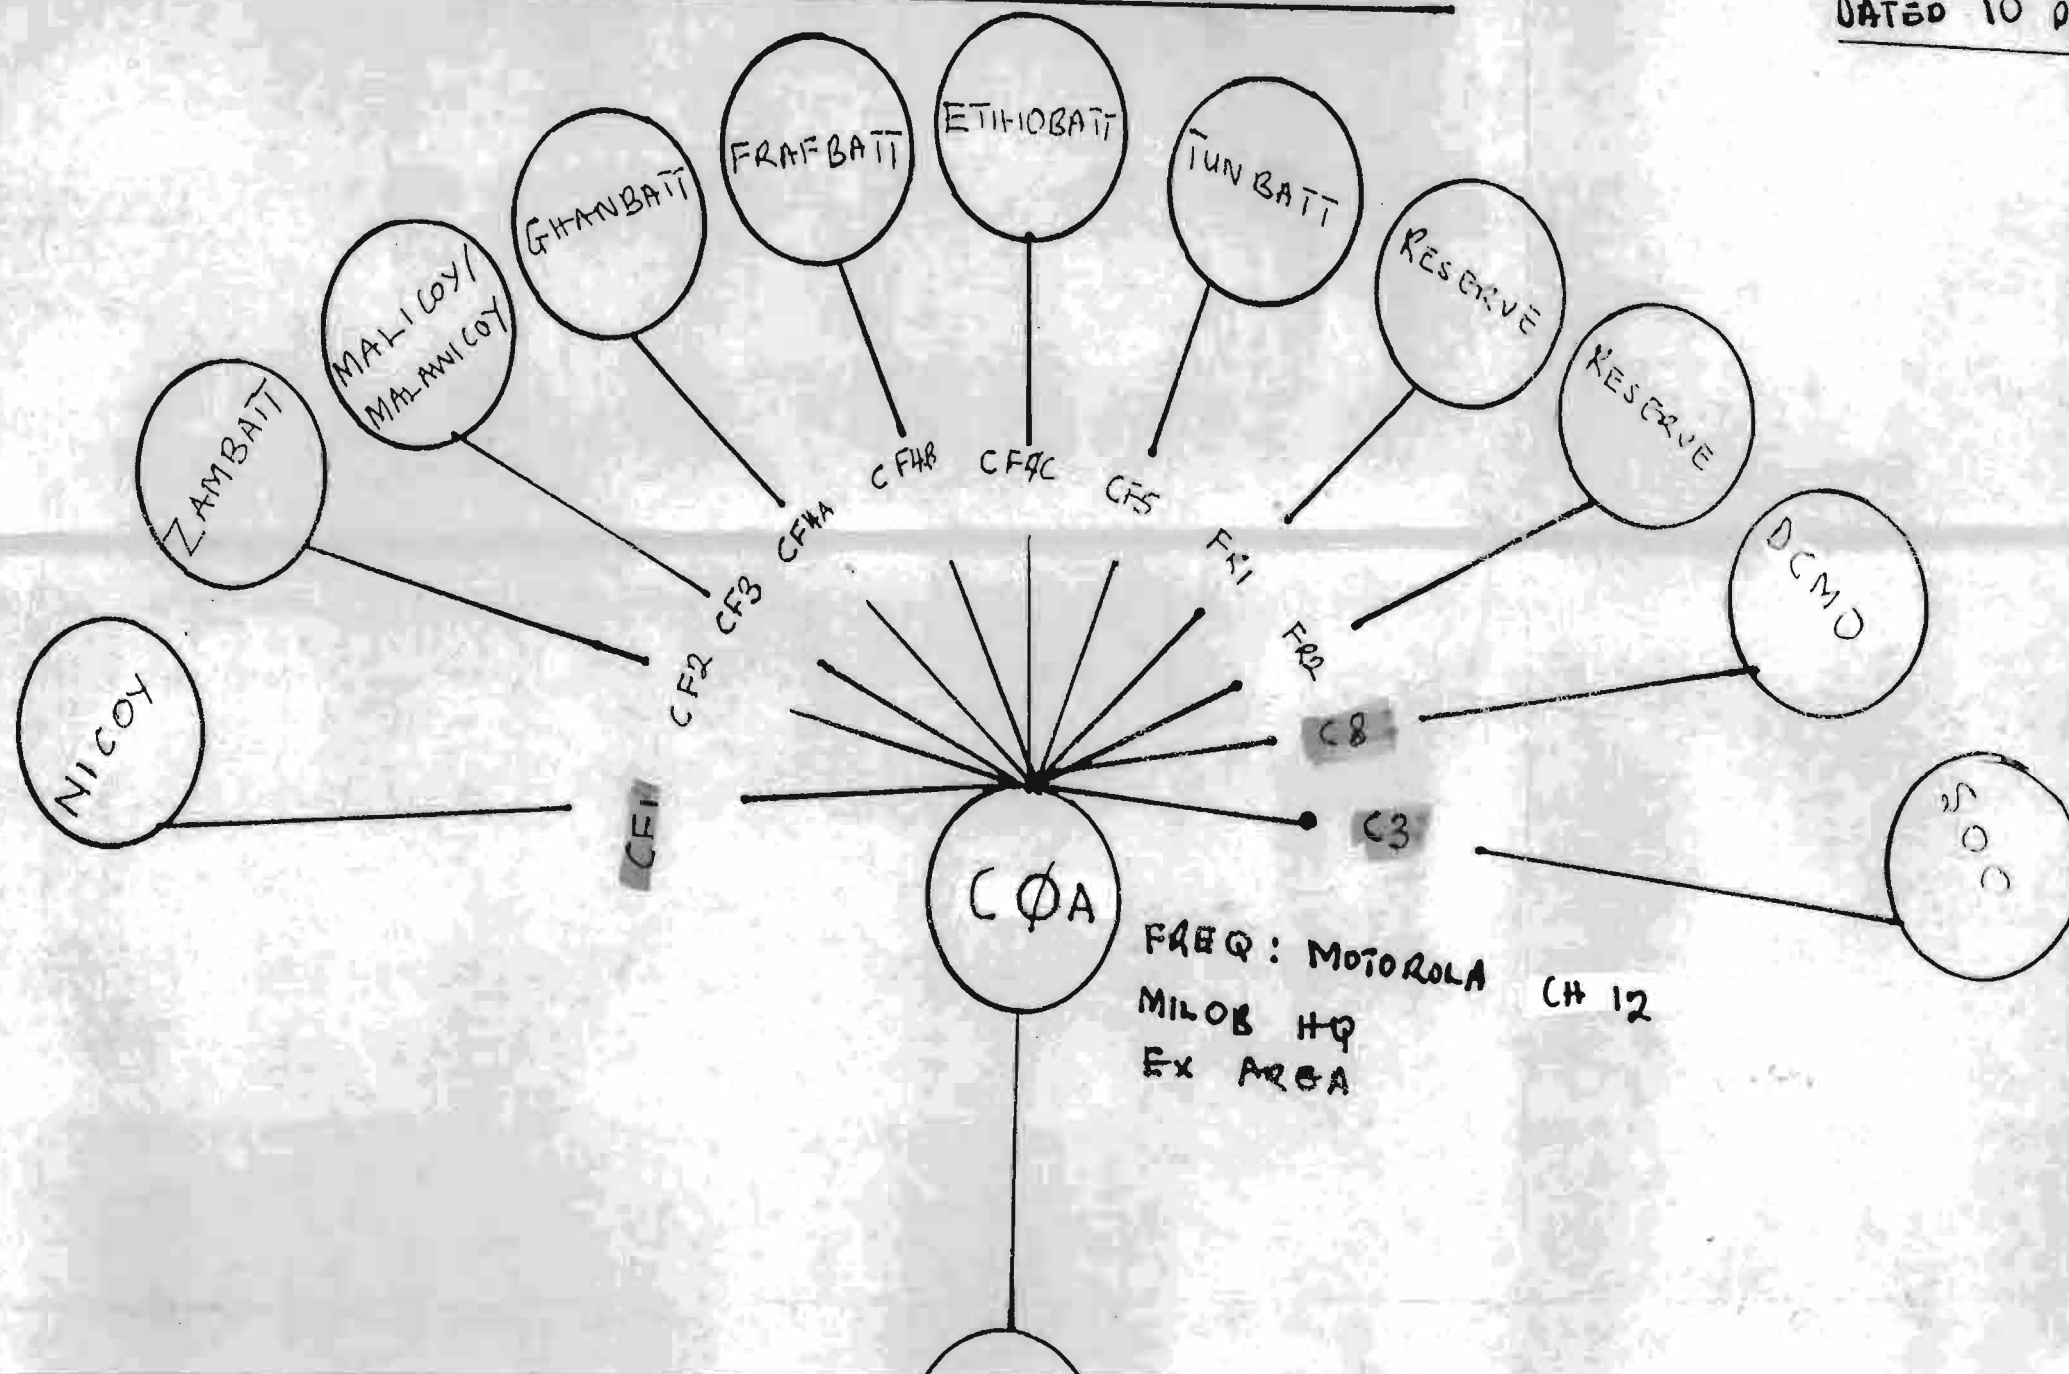 DATED 10
ETIHOBATT
FRAFBATT
TUNBATT
GHANBATT
RESERVE
MALICOY/
MALAWICOY
RESERVE
ZAMBATT
DCMO
NICOY
SOC
CF4B
CF4C
CF5
CF4A
FR1
CF3
FR2
CF2
C8
CF1
C3
CØA
FREQ: MOTOROLA CH 12
MILOB HQ
EX AREA